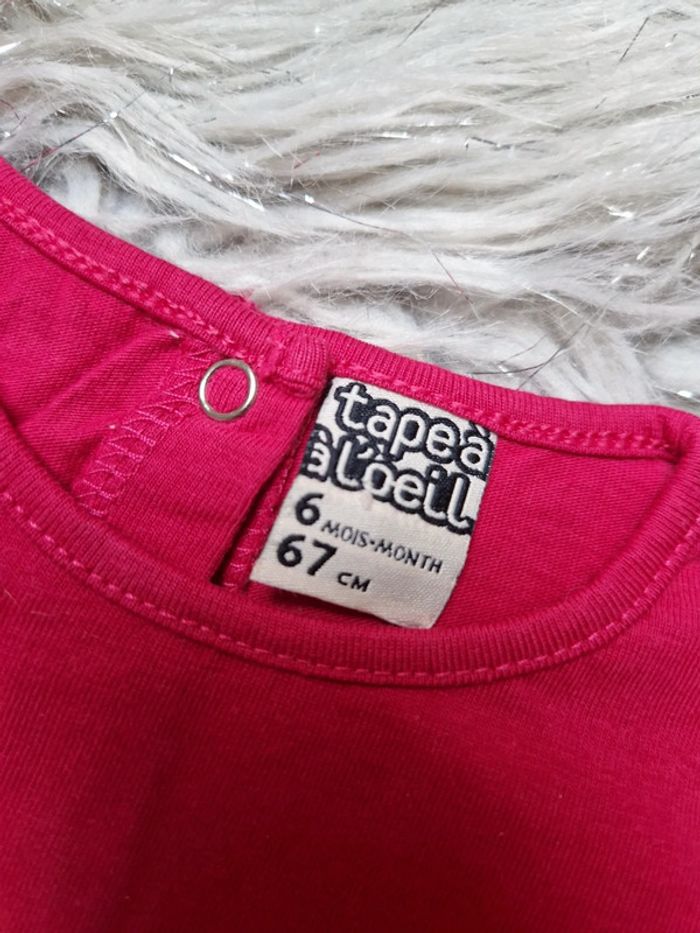 tapeà
à l'oeil
6 MOIS-MONTH
67 CM